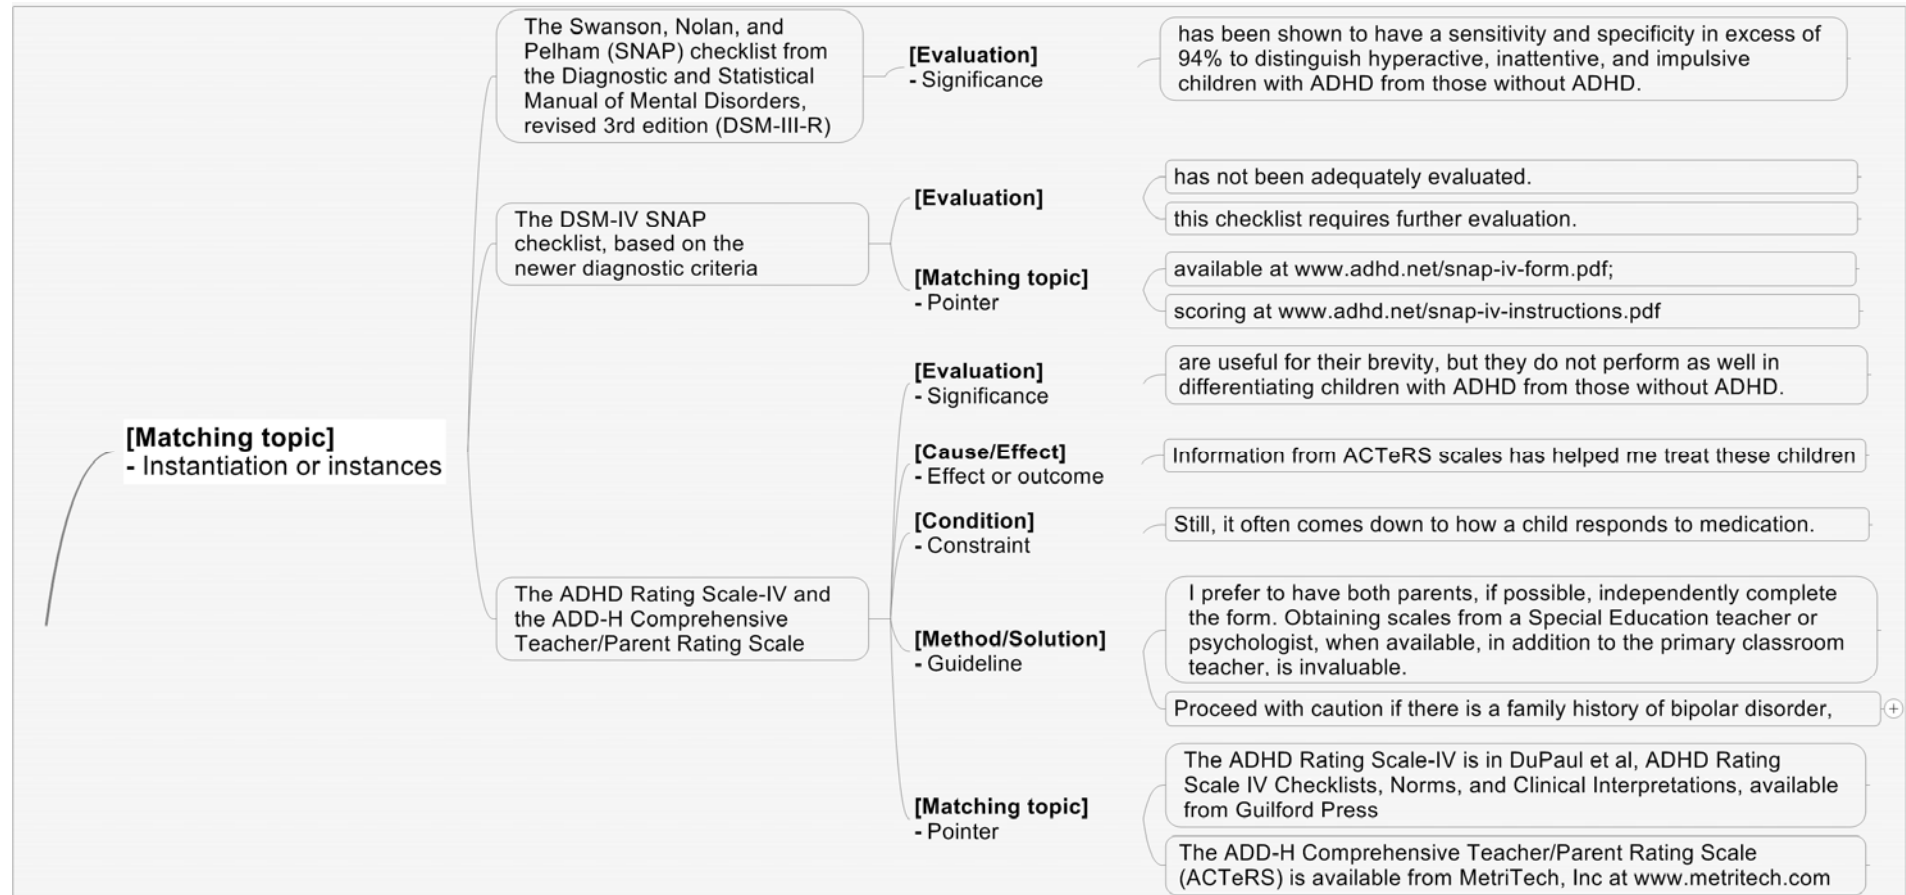 The Swanson, Nolan, and
Pelham (SNAP) checklist from
the Diagnostic and Statistical
Manual of Mental Disorders,
revised 3rd edition (DSM-III-R)
[Evaluation]
- Significance
has been shown to have a sensitivity and specificity in excess of
94% to distinguish hyperactive, inattentive, and impulsive
children with ADHD from those without ADHD.
The DSM-IV SNAP
checklist, based on the
newer diagnostic criteria
[Evaluation]
has not been adequately evaluated.
this checklist requires further evaluation.
[Matching topic]
- Pointer
available at www.adhd.net/snap-iv-form.pdf;
scoring at www.adhd.net/snap-iv-instructions.pdf
[Matching topic]
- Instantiation or instances
The ADHD Rating Scale-IV and
the ADD-H Comprehensive
Teacher/Parent Rating Scale
[Evaluation]
- Significance
are useful for their brevity, but they do not perform as well in
differentiating children with ADHD from those without ADHD.
[Cause/Effect]
- Effect or outcome
Information from ACTeRS scales has helped me treat these children
[Condition]
- Constraint
Still, it often comes down to how a child responds to medication.
[Method/Solution]
- Guideline
I prefer to have both parents, if possible, independently complete
the form. Obtaining scales from a Special Education teacher or
psychologist, when available, in addition to the primary classroom
teacher, is invaluable.
Proceed with caution if there is a family history of bipolar disorder,
[Matching topic]
- Pointer
The ADHD Rating Scale-IV is in DuPaul et al, ADHD Rating
Scale IV Checklists, Norms, and Clinical Interpretations, available
from Guilford Press
The ADD-H Comprehensive Teacher/Parent Rating Scale
(ACTeRS) is available from MetriTech, Inc at www.metritech.com